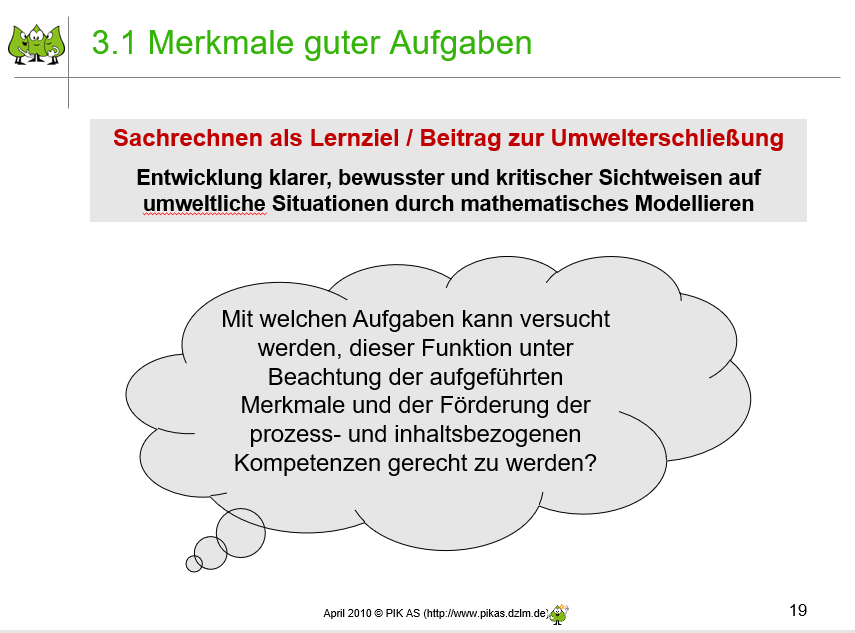 3.1 Merkmale guter Aufgaben
Sachrechnen als Lernziel / Beitrag zur Umwelterschließung
Entwicklung klarer, bewusster und kritischer Sichtweisen auf
umweltliche Situationen durch mathematisches Modellieren
Mit welchen Aufgaben kann versucht
werden, dieser Funktion unter
Beachtung der aufgeführten
Merkmale und der Förderung der
prozess- und inhaltsbezogenen
Kompetenzen gerecht zu werden?
April 2010 © PIK AS (http://www.pikas.dzlm.de)
19